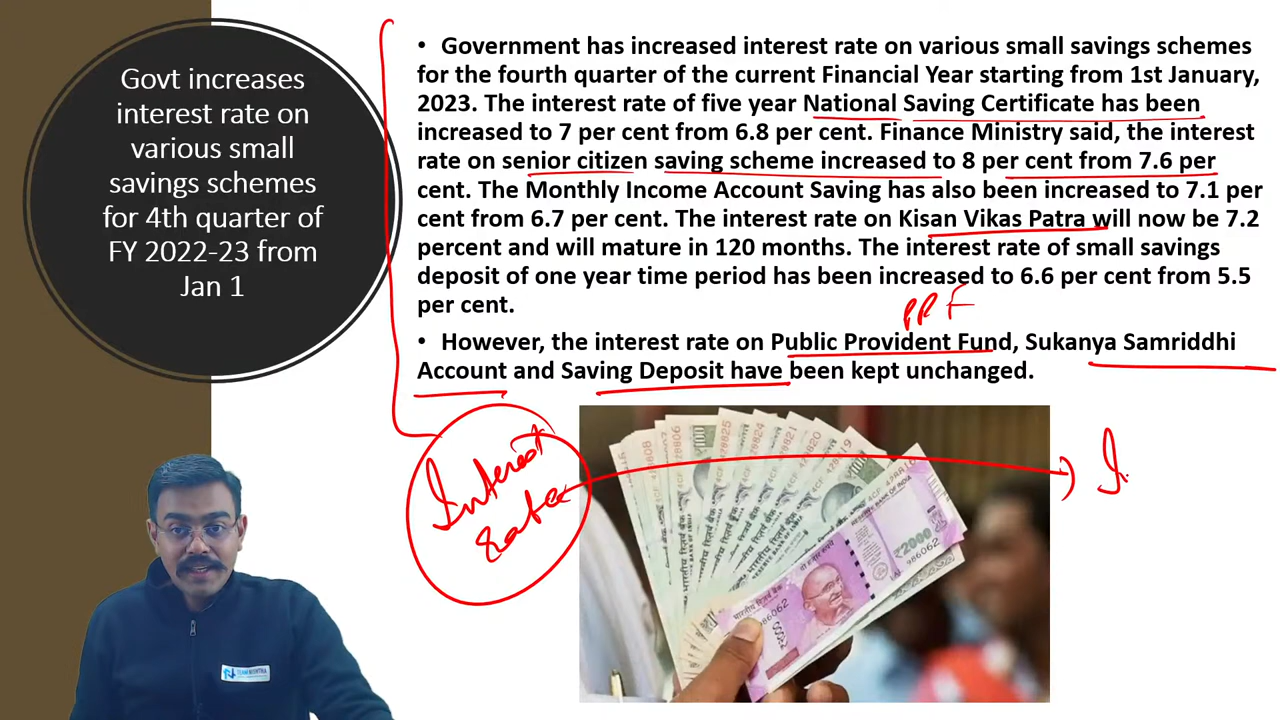 Govt increases
interest rate on
various small
savings schemes
for 4th quarter of
FY 2022-23 from
Jan 1
• Government has increased interest rate on various small savings schemes
for the fourth quarter of the current Financial Year starting from 1st January,
2023. The interest rate of five year National Saving Certificate has been
increased to 7 per cent from 6.8 per cent. Finance Ministry said, the interest
rate on senior citizen saving scheme increased to 8 per cent from 7.6 per
cent. The Monthly Income Account Saving has also been increased to 7.1 per
cent from 6.7 per cent. The interest rate on Kisan Vikas Patra will now be 7.2
percent and will mature in 120 months. The interest rate of small savings
deposit of one year time period has been increased to 6.6 per cent from 5.5
per cent.
PPF
• However, the interest rate on Public Provident Fund, Sukanya Samriddhi
Account and Saving Deposit have been kept unchanged.
Interest
rate
428825
428824
RESERVE BANK OF INDIA
₹2000
986062